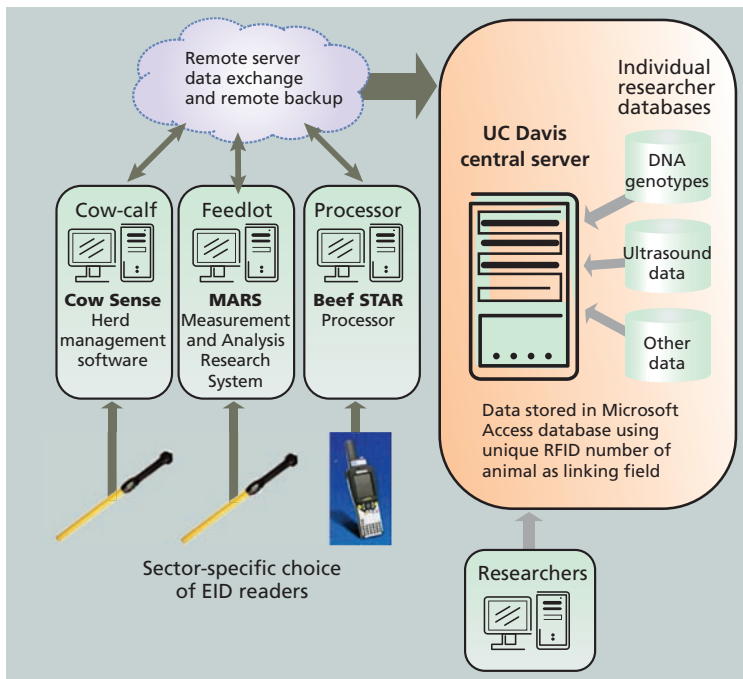 Remote server
data exchange
and remote backup
Individual
researcher
databases
UC Davis
central server
DNA
genotypes
Ultrasound
data
Other
data
Data stored in Microsoft
Access database using
unique RFID number of
animal as linking field
Cow-calf
Cow Sense
Herd
management
software
Feedlot
MARS
Measurement
and Analysis
Research
System
Processor
Beef STAR
Processor
Sector-specific choice
of EID readers
Researchers